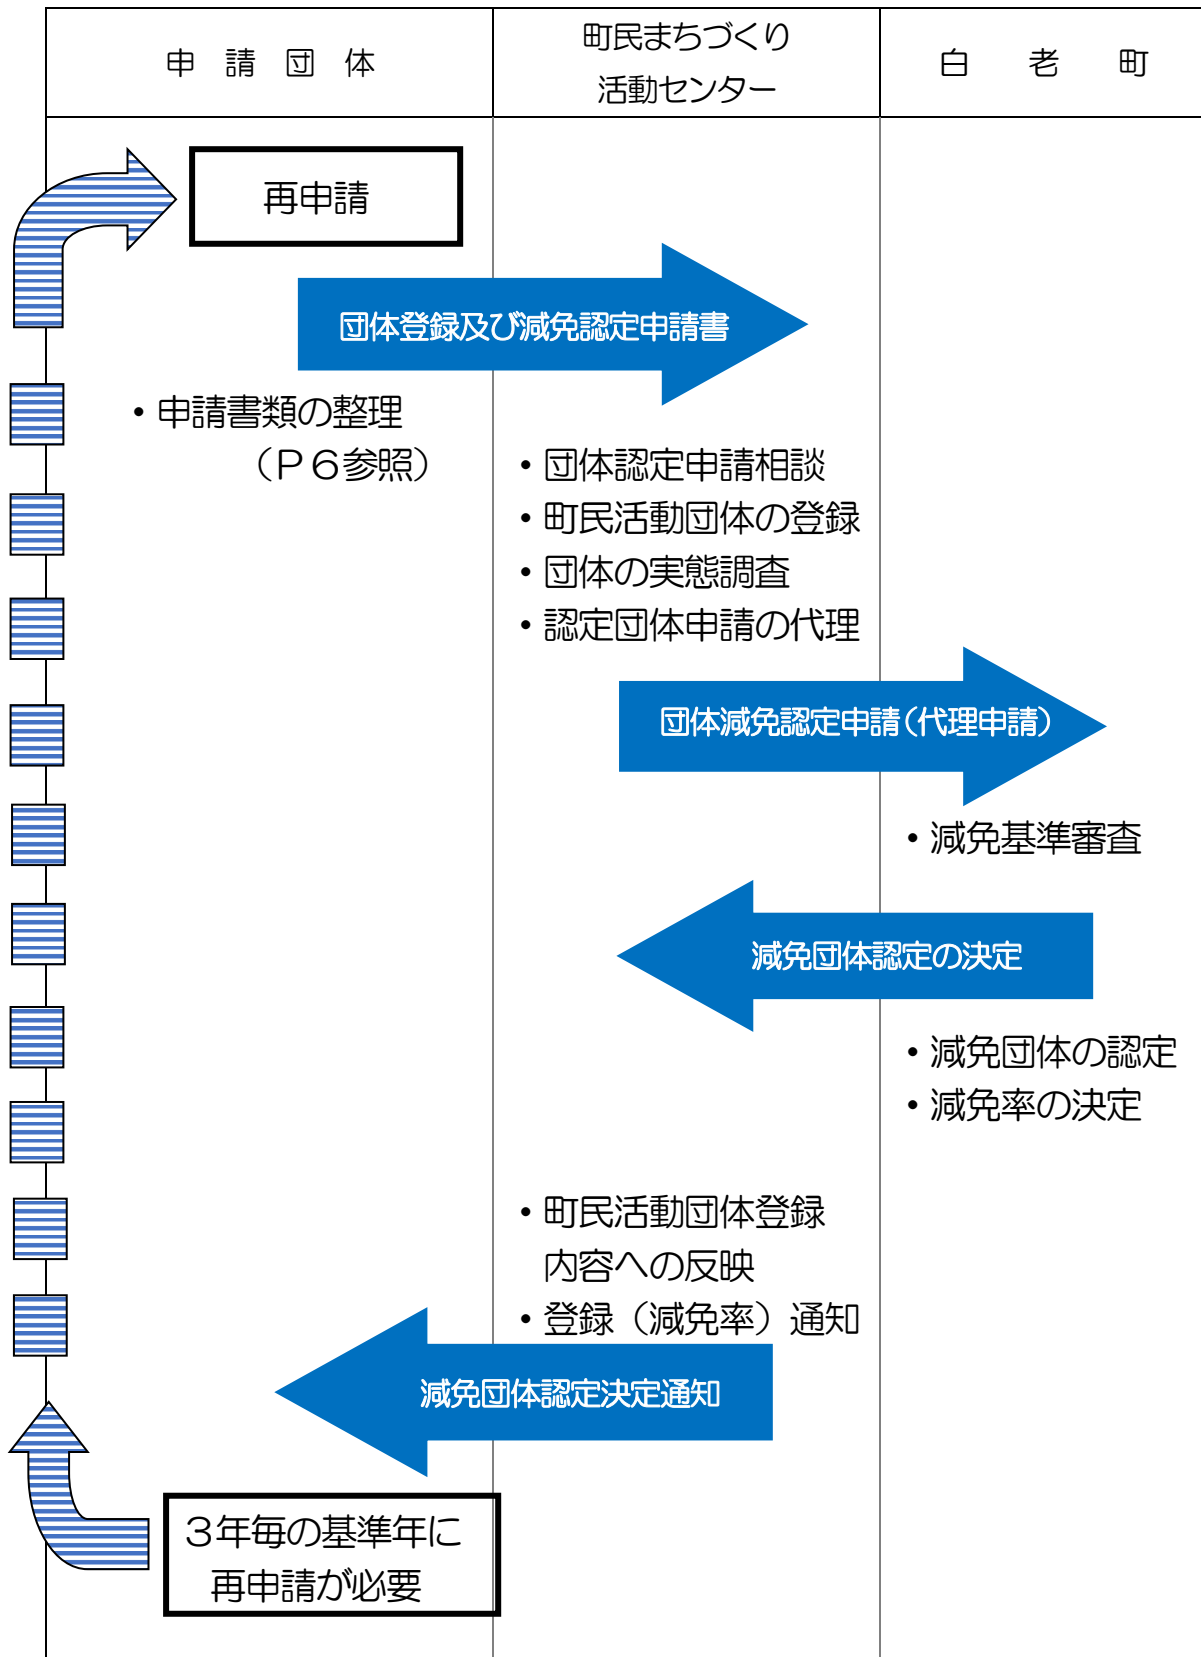 申請団体
町民まちづくり
活動センター
白老町
再申請
団体登録及び減免認定申請書
・申請書類の整理
（Ｐ６参照）
・団体認定申請相談
・町民活動団体の登録
・団体の実態調査
・認定団体申請の代理
団体減免認定申請（代理申請）
・減免基準審査
減免団体認定の決定
・減免団体の認定
・減免率の決定
・町民活動団体登録
内容への反映
・登録（減免率）通知
減免団体認定決定通知
３年毎の基準年に
再申請が必要